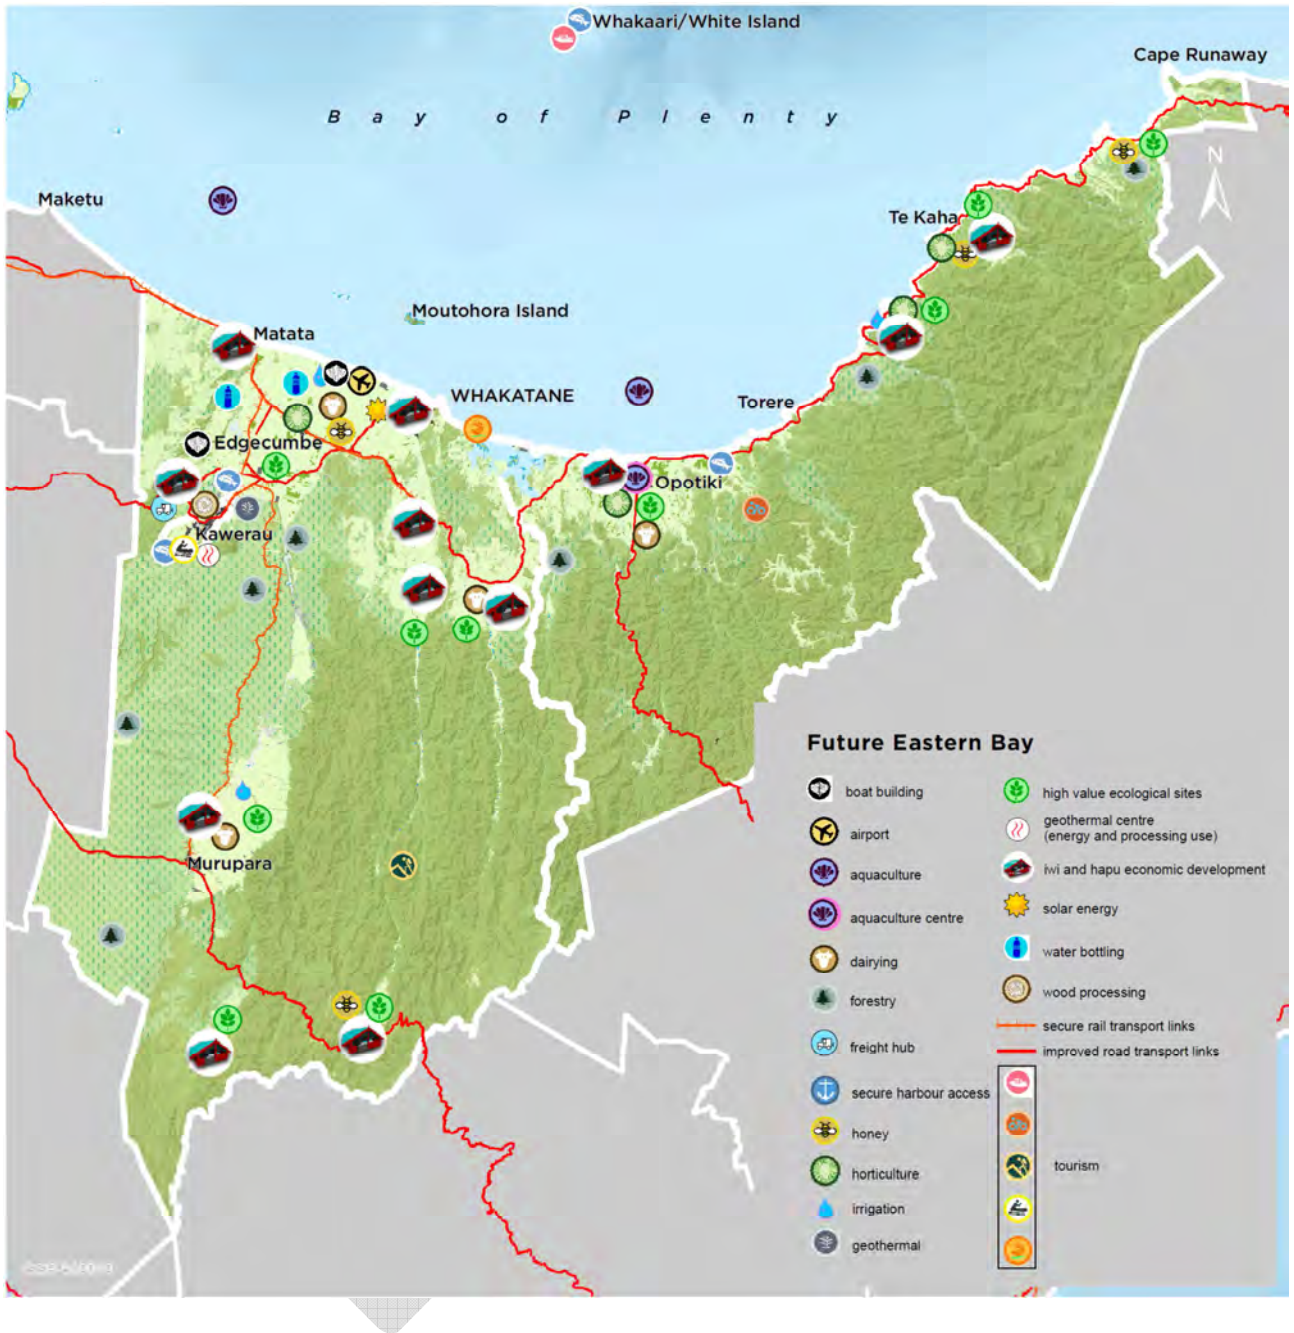 Whakaari/White Island
Cape Runaway
Bay of Plenty
N
Maketu
Te Kaha
Moutohora Island
Matata
WHAKATANE
Torere
Edgecumbe
Opotiki
Kawerau
Murupara
Future Eastern Bay
boat building
airport
aquaculture
aquaculture centre
dairying
forestry
freight hub
secure harbour access
honey
horticulture
irrigation
geothermal
high value ecological sites
geothermal centre
(energy and processing use)
iwi and hapu economic development
solar energy
water bottling
wood processing
secure rail transport links
improved road transport links
tourism